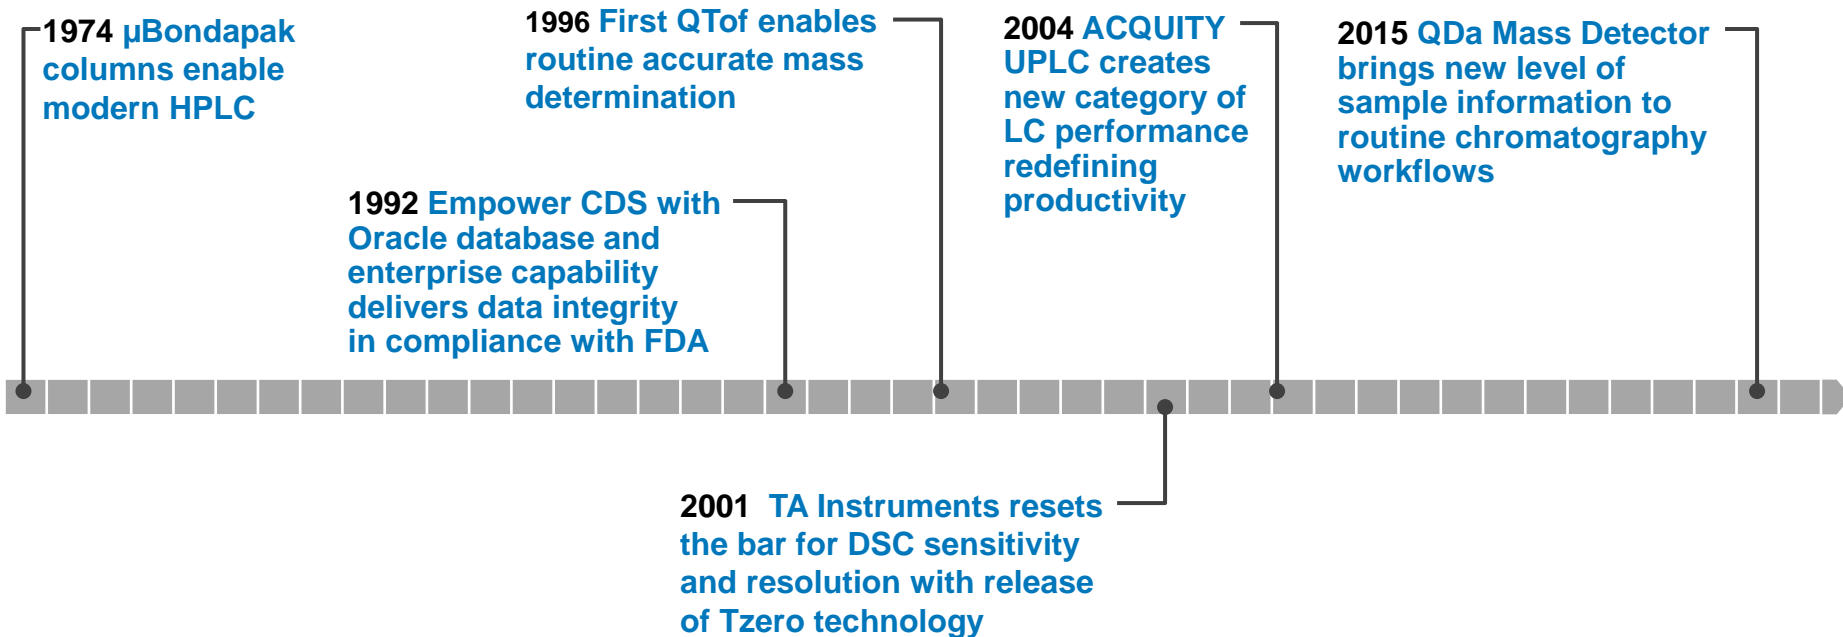 1974 µBondapak
columns enable
modern HPLC
1992 Empower CDS with
Oracle database and
enterprise capability
delivers data integrity
in compliance with FDA
1996 First QTof enables
routine accurate mass
determination
2001 TA Instruments resets
the bar for DSC sensitivity
and resolution with release
of Tzero technology
2004 ACQUITY
UPLC creates
new category of
LC performance
redefining
productivity
2015 QDa Mass Detector
brings new level of
sample information to
routine chromatography
workflows